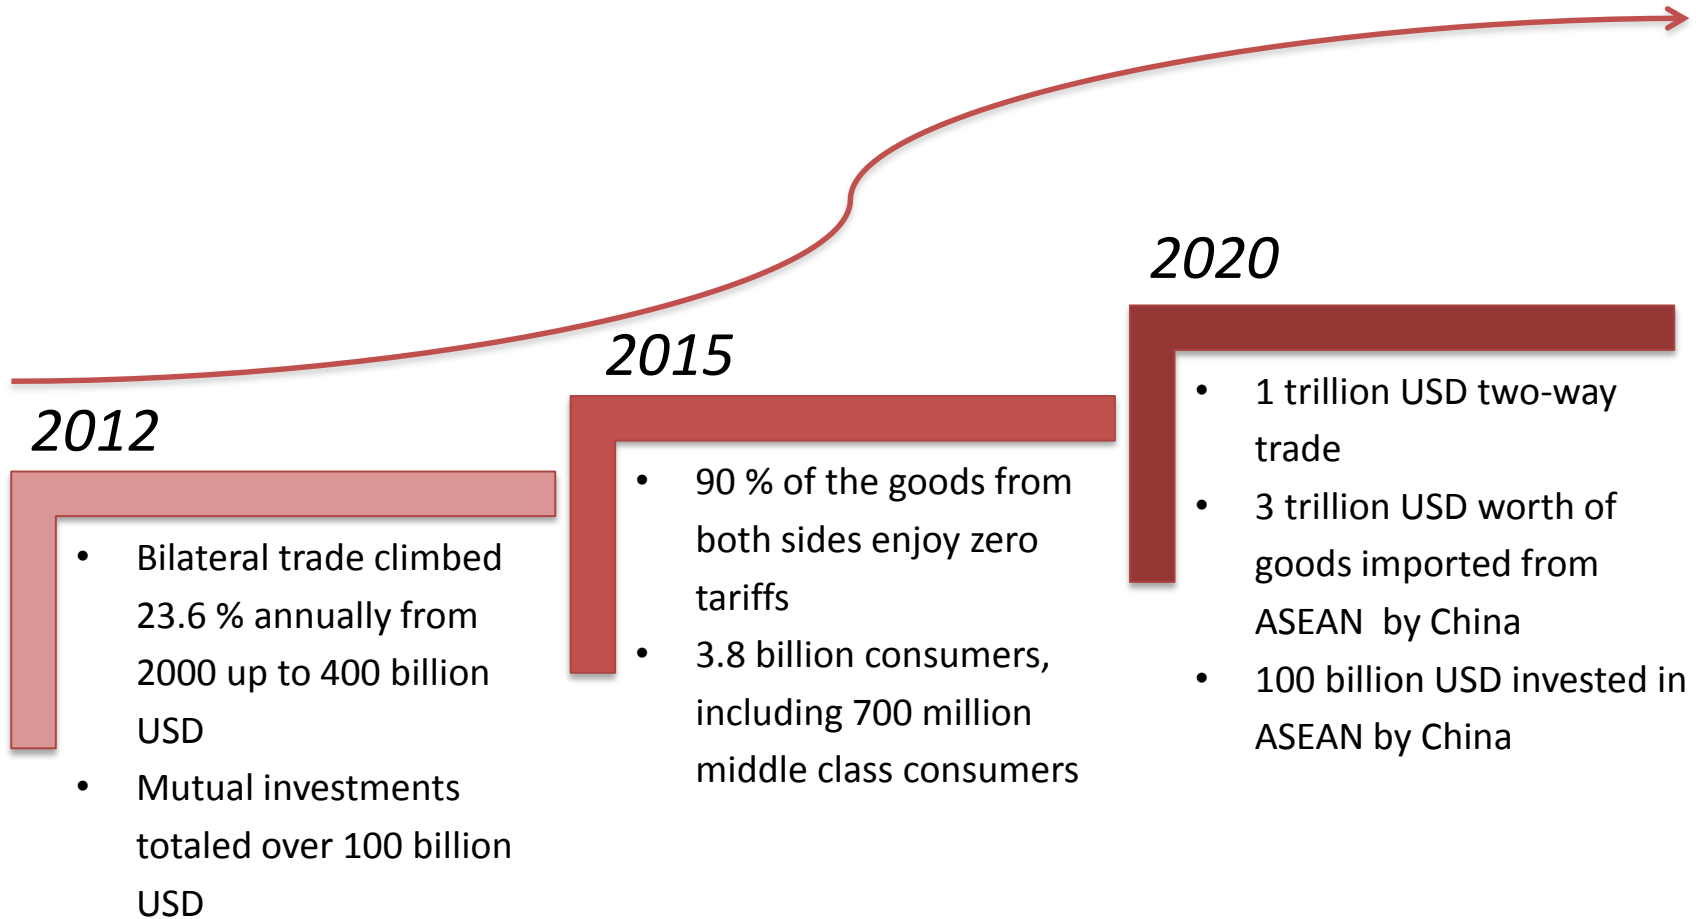 2012
• Bilateral trade climbed
23.6 % annually from
2000 up to 400 billion
USD
• Mutual investments
totaled over 100 billion
USD
2015
• 90 % of the goods from
both sides enjoy zero
tariffs
• 3.8 billion consumers,
including 700 million
middle class consumers
2020
• 1 trillion USD two-way
trade
• 3 trillion USD worth of
goods imported from
ASEAN  by China
• 100 billion USD invested in
ASEAN by China